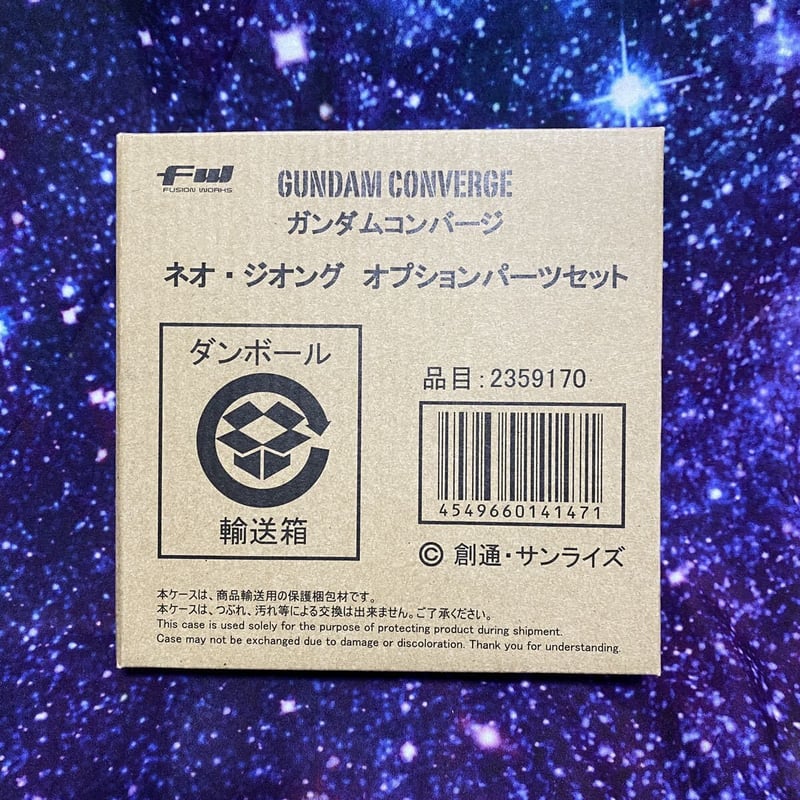 FW
FUSION WORKS
GUNDAM CONVERGE
ガンダムコンバージ
ネオ・ジオング オプションパーツセット
ダンボール
輸送箱
品目:2359170
4549660141471
© 創通・サンライズ
本ケースは、商品輸送用の保護梱包材です。
本ケースは、つぶれ、汚れ等による交換は出来ません。ご了承ください。
This case is used solely for the purpose of protecting product during shipment.
Case may not be exchanged due to damage or discoloration. Thank you for understanding.